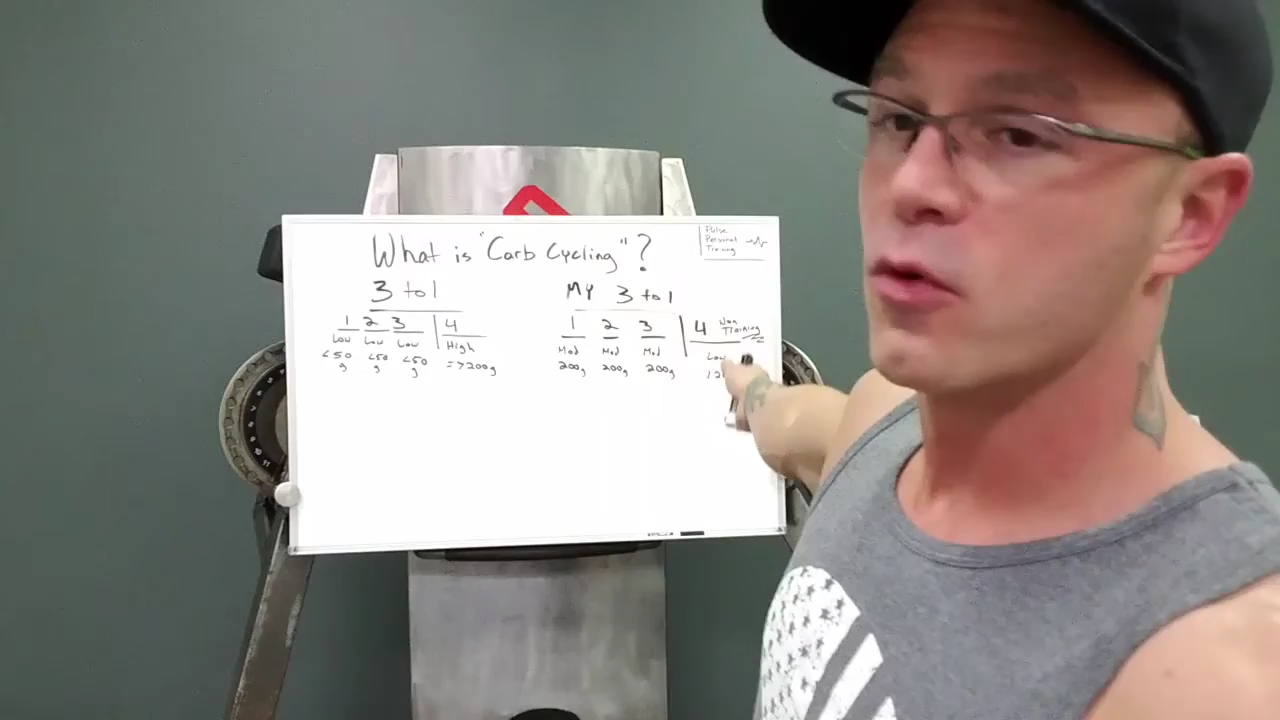 What is "Carb Cycling"?
Pulse
Personal
Training
3 to 1
1 2 3 4
Low Low Low High
<50 g <50 g <50 g => 200g
MY 3 to 1
1 2 3 4 Non Training
Mod Mod Mod Low
200g 200g 200g